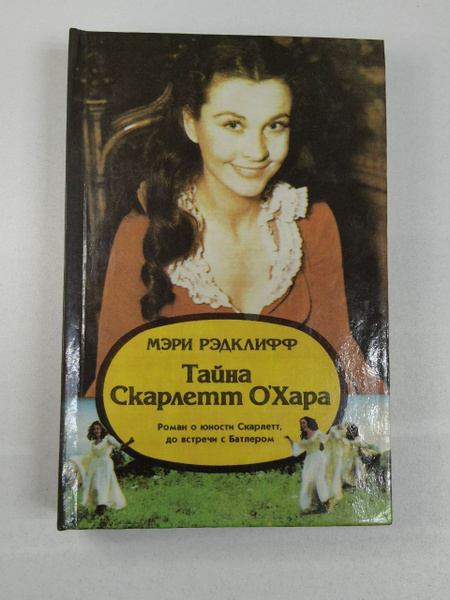 МЭРИ РЭДКЛИФФ
Тайна
Скарлетт О'Хара
Роман о юности Скарлетт,
до встречи с Батлером